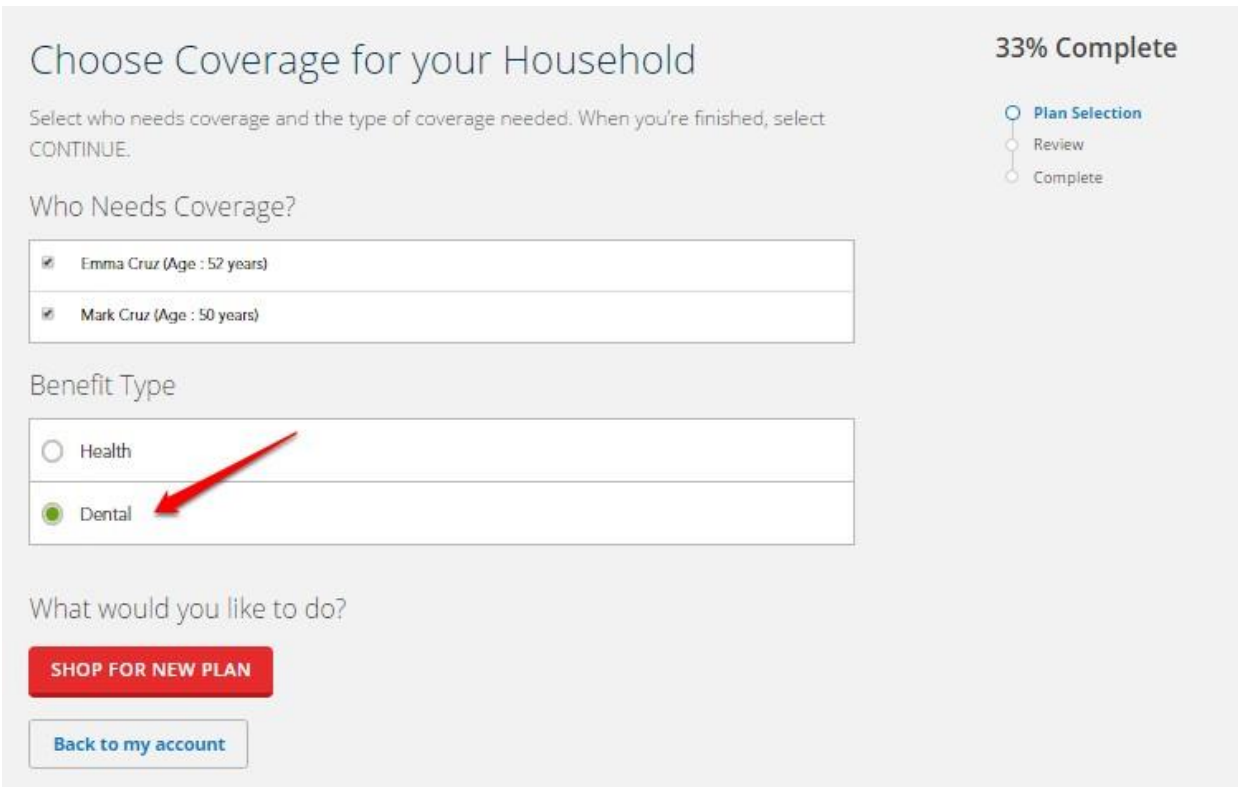 Choose Coverage for your Household
33% Complete
Select who needs coverage and the type of coverage needed. When you're finished, select
CONTINUE.
Plan Selection
Review
Complete
Who Needs Coverage?
Emma Cruz (Age : 52 years)
Mark Cruz (Age : 50 years)
Benefit Type
Health
Dental
What would you like to do?
SHOP FOR NEW PLAN
Back to my account